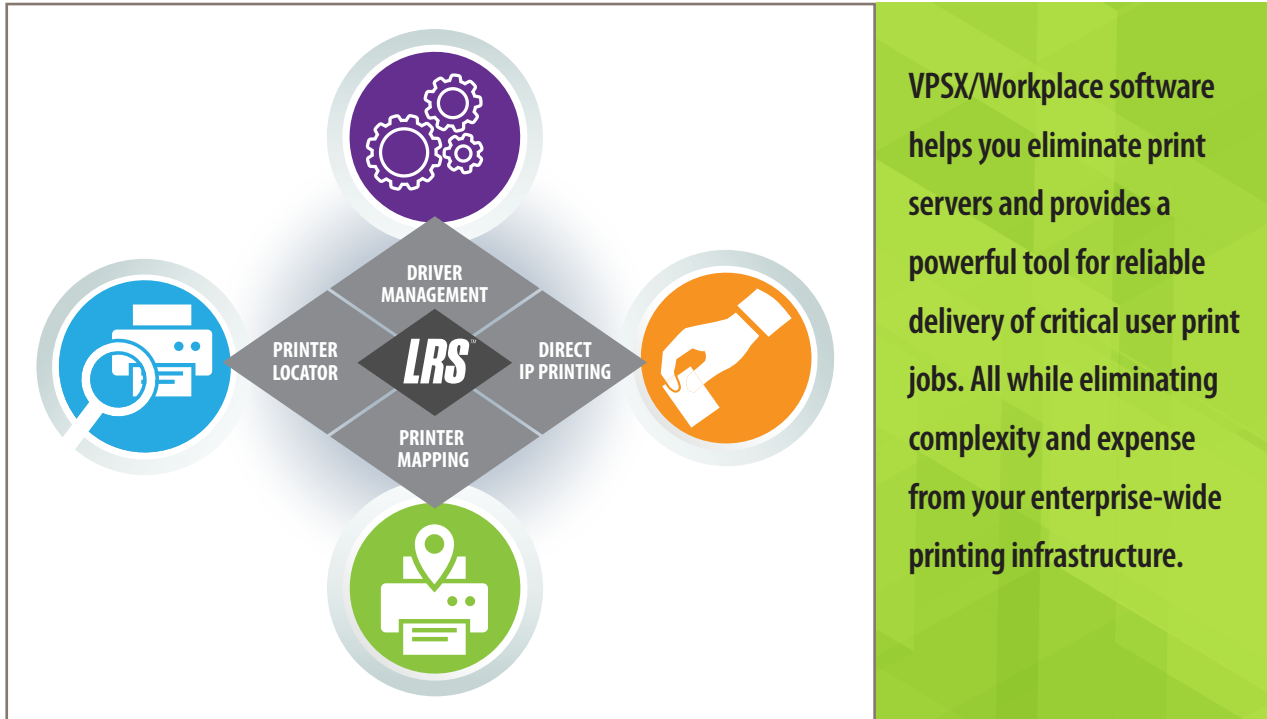 DRIVER
MANAGEMENT
PRINTER
LOCATOR
LRS™
DIRECT
IP PRINTING
PRINTER
MAPPING
VPSX/Workplace software
helps you eliminate print
servers and provides a
powerful tool for reliable
delivery of critical user print
jobs. All while eliminating
complexity and expense
from your enterprise-wide
printing infrastructure.